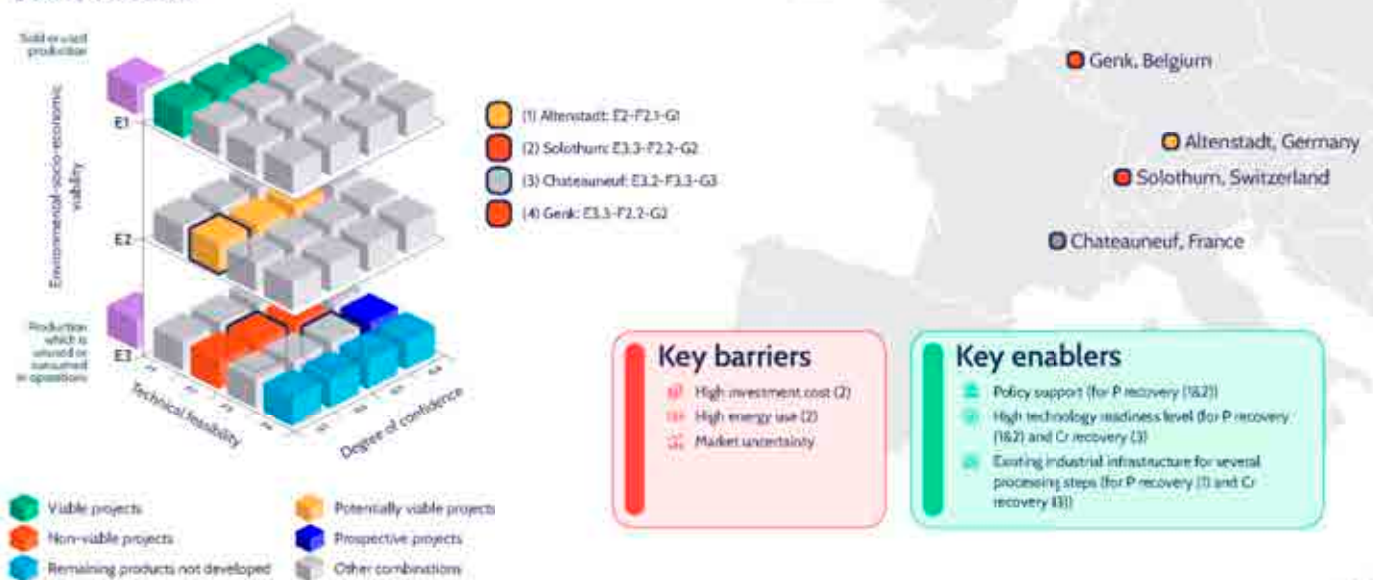 Sold or used
production
Environmental-socio-economic
viability
E1
E2
E3
Production
which is
unused or
consumed
in operations
Technical feasibility
Degree of confidence
(1) Altenstadt: E2-F2.1-G1
(2) Solothurn: E3.3-F2.2-G2
(3) Chateauneuf: E3.2-F3.3-G3
(4) Genk: E3.3-F2.2-G2
Genk, Belgium
Altenstadt, Germany
Solothurn, Switzerland
Chateauneuf, France
Key barriers
High investment cost (2)
High energy use (2)
Market uncertainty
Key enablers
Policy support (for P recovery (1&2))
High technology readiness level (for P recovery
(1&2) and Cr recovery (3)
Existing industrial infrastructure for several
processing steps (for P recovery (1) and Cr
recovery (3))
Viable projects
Non-viable projects
Remaining products not developed
Potentially viable projects
Prospective projects
Other combinations